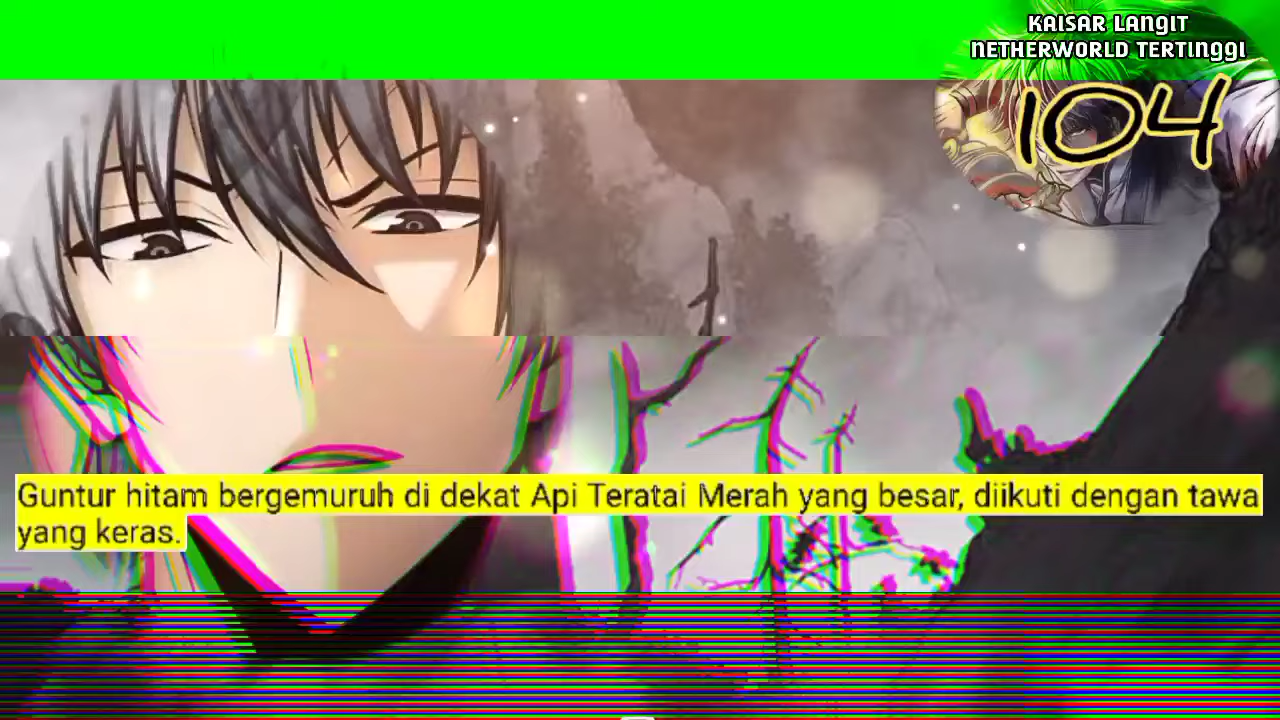 KAISAR LANGIT
NETHERWORLD TERTINGGI
104
Guntur hitam bergemuruh di dekat Api Teratai Merah yang besar, diikuti dengan tawa
yang keras.